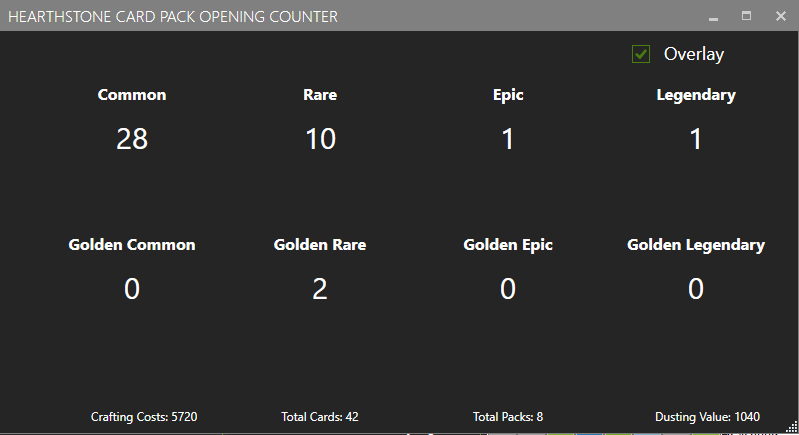 HEARTHSTONE CARD PACK OPENING COUNTER
Overlay
Common Rare Epic Legendary
28 10 1 1
Golden Common Golden Rare Golden Epic Golden Legendary
0 2 0 0
Crafting Costs: 5720 Total Cards: 42 Total Packs: 8 Dusting Value: 1040